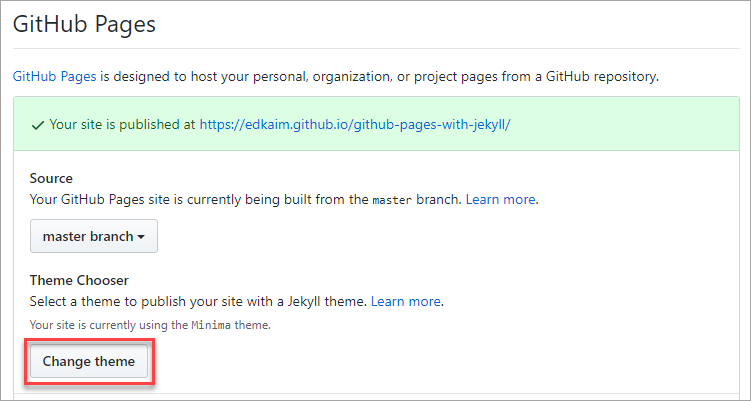 GitHub Pages
GitHub Pages is designed to host your personal, organization, or project pages from a GitHub repository.
Your site is published at https://edkaim.github.io/github-pages-with-jekyll/
Source
Your GitHub Pages site is currently being built from the master branch. Learn more.
master branch
Theme Chooser
Select a theme to publish your site with a Jekyll theme. Learn more.
Your site is currently using the Minima theme.
Change theme